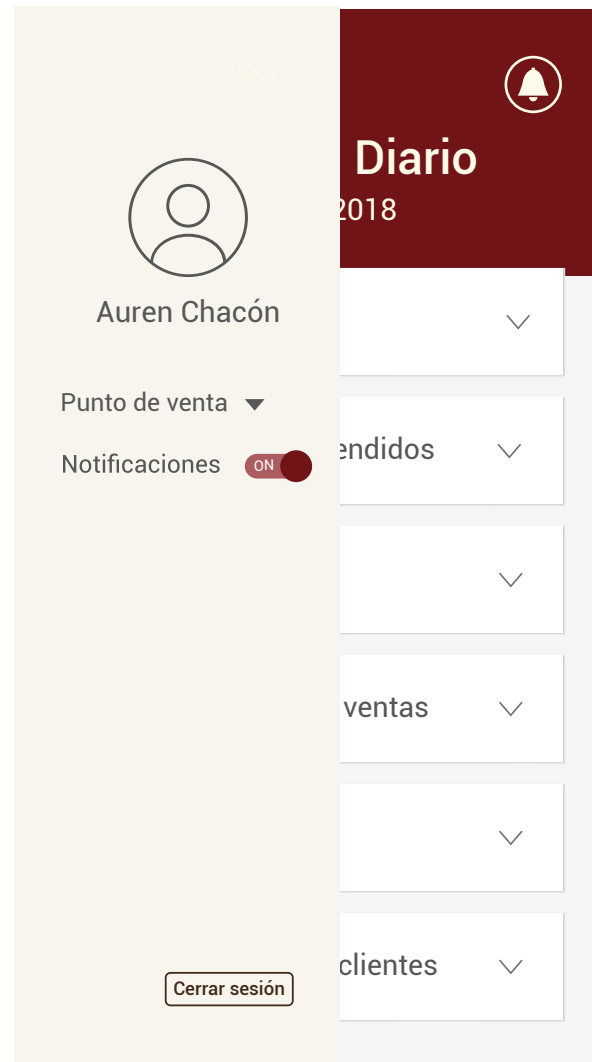 Diario
2018
Auren Chacón
Punto de venta
Notificaciones ON
endidos
ventas
clientes
Cerrar sesión